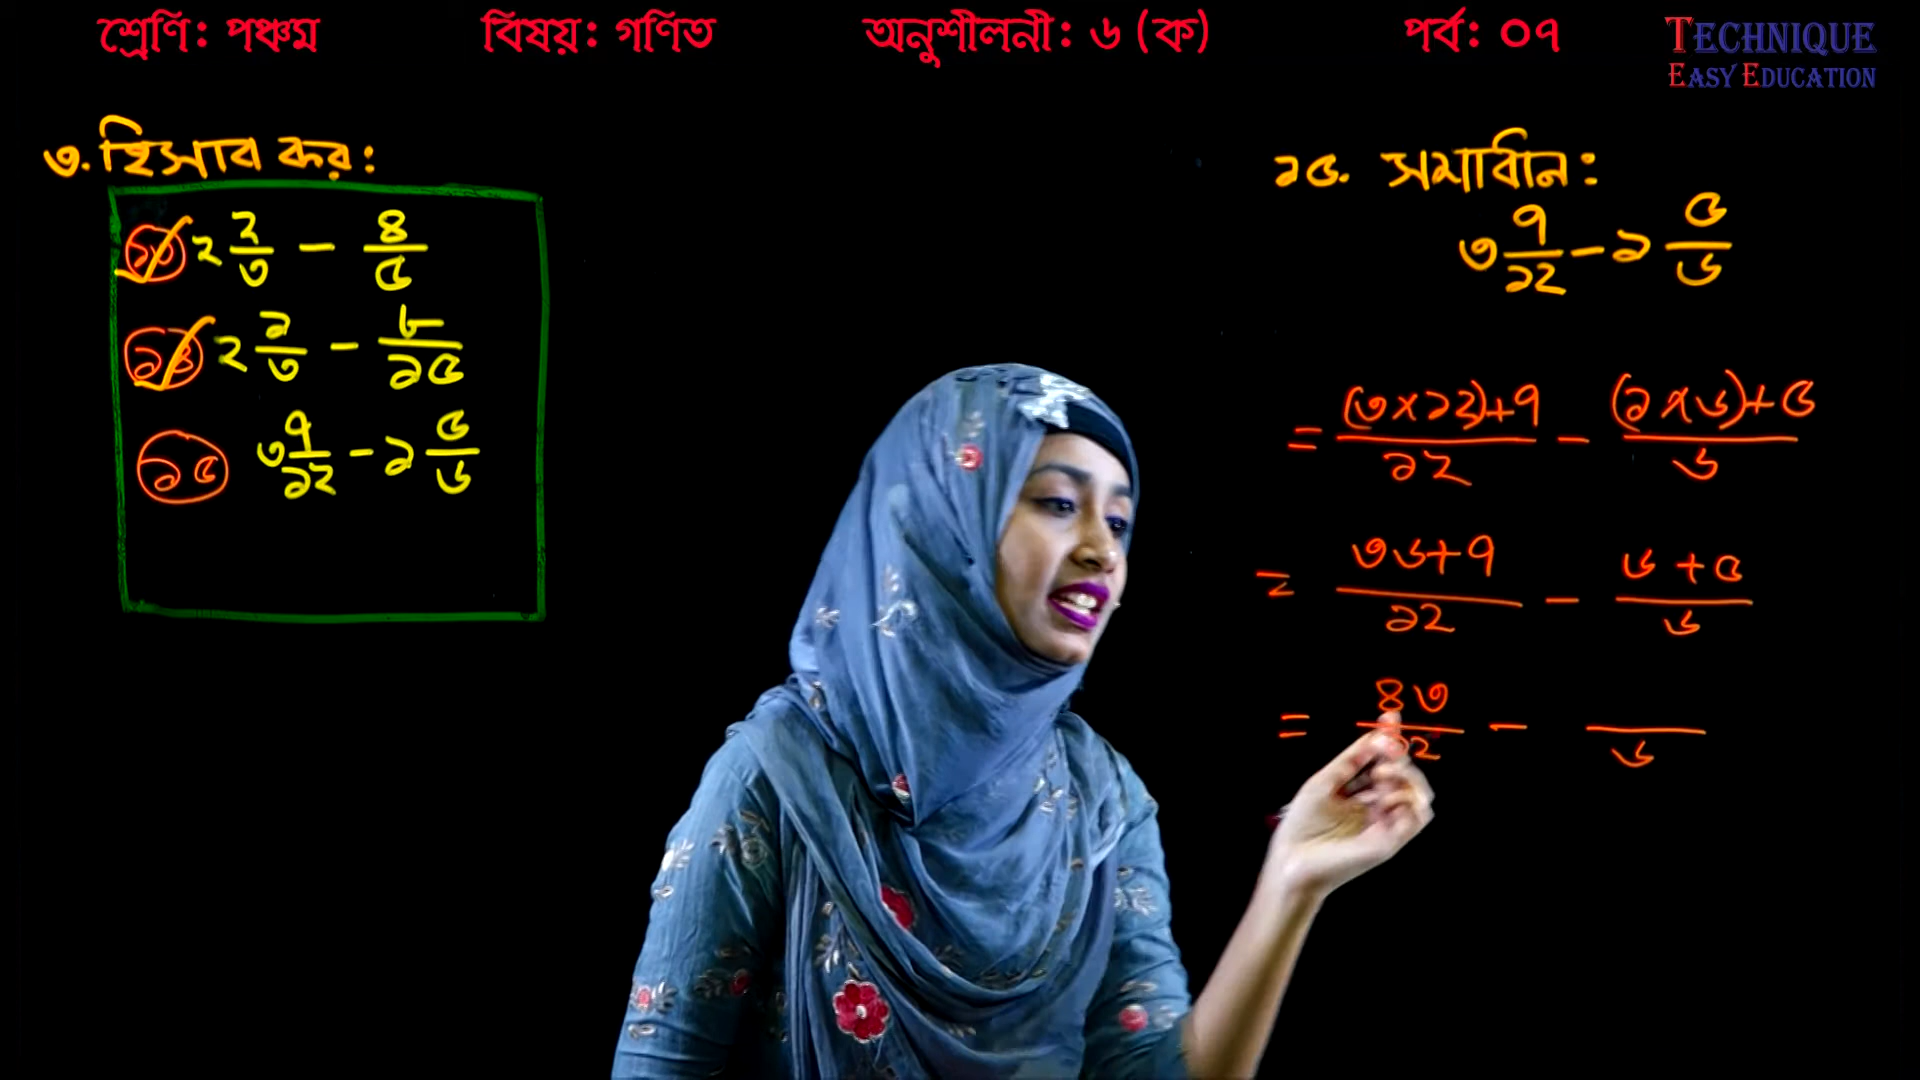 শ্রেণি: পঞ্চম বিষয়: গণিত অনুশীলনী: ৬ (ক) পর্ব: ০৭
TECHNIQUE
EASY EDUCATION
৩. হিসাব কর:
২ ২/৩ - ৪/৫
২ ১/৩ - ৮/১৫
১৫ ৩ ৭/১২ - ১ ৫/৬
১৫. সমাধান:
৩ ৭/১২ - ১ ৫/৬
= (৩×১২)+৭/১২ - (১×৬)+৫/৬
= ৩৬+৭/১২ - ৬+৫/৬
= ৪৩/১২ - /৬